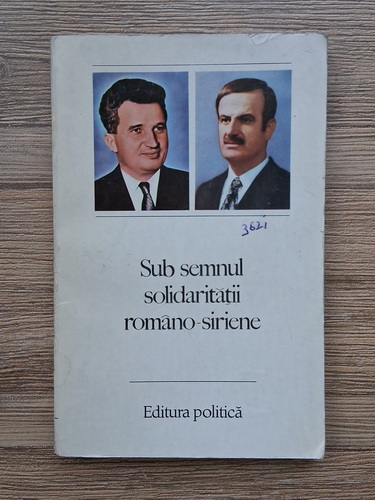 3621
Sub semnul
solidarității
româno-siriene
Editura politică